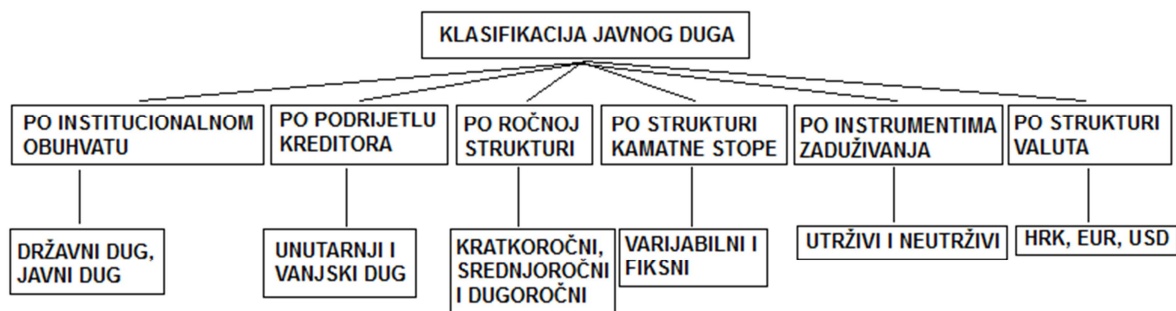 KLASIFIKACIJA JAVNOG DUGA
PO INSTITUCIONALNOM
OBUHVATU
PO PODRIJETLU
KREDITORA
PO ROČNOJ
STRUKTURI
PO STRUKTURI
KAMATNE STOPE
PO INSTRUMENTIMA
ZADUŽIVANJA
PO STRUKTURI
VALUTA
DRŽAVNI DUG,
JAVNI DUG
UNUTARNJI I
VANJSKI DUG
KRATKOROČNI,
SREDNJOROČNI
I DUGOROČNI
VARIJABILNI I
FIKSNI
UTRŽIVI I NEUTRŽIVI
HRK, EUR, USD